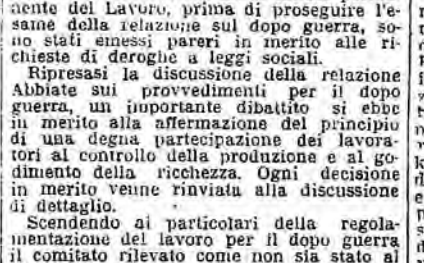 nente del Lavoro, prima di proseguire l'e-
same della relazione sul dopo guerra, so-
no stati emessi pareri in merito alle ri-
chieste di deroghe a leggi sociali.
Ripresasi la discussione della relazione
Abbiate sui provvedimenti per il dopo
guerra, un importante dibattito si ebbe
in merito alla affermazione del principio
di una degna partecipazione dei lavora-
tori al controllo della produzione e al go-
dimento della ricchezza. Ogni decisione
in merito venne rinviata alla discussione
di dettaglio.
Scendendo ai particolari della regola-
mentazione del lavoro per il dopo guerra
il comitato rilevato come non sia stato al